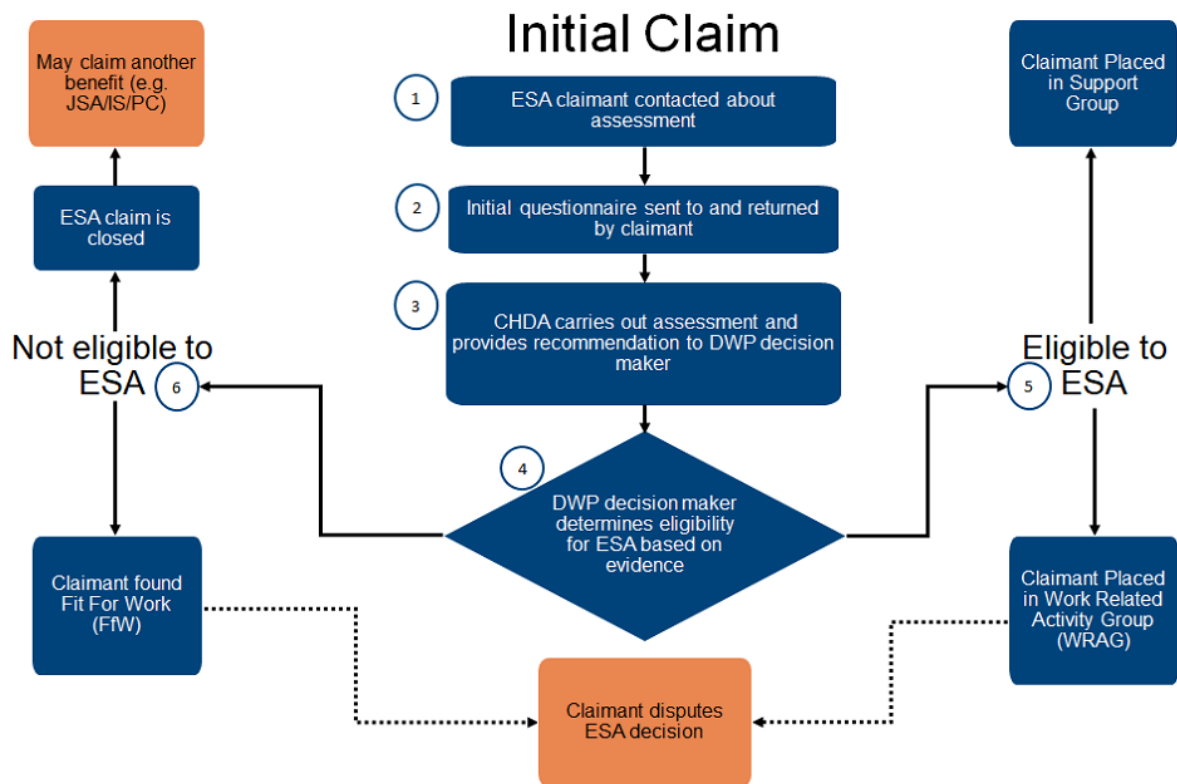 Initial Claim
May claim another
benefit (e.g.
JSA/IS/PC)
ESA claim is
closed
Not eligible to
ESA
6
Claimant found
Fit For Work
(FfW)
1
ESA claimant contacted about
assessment
2
Initial questionnaire sent to and returned
by claimant
3
CHDA carries out assessment and
provides recommendation to DWP decision
maker
4
DWP decision maker
determines eligibility
for ESA based on
evidence
Claimant disputes
ESA decision
Claimant Placed
in Support
Group
5
Eligible to
ESA
Claimant Placed
in Work Related
Activity Group
(WRAG)